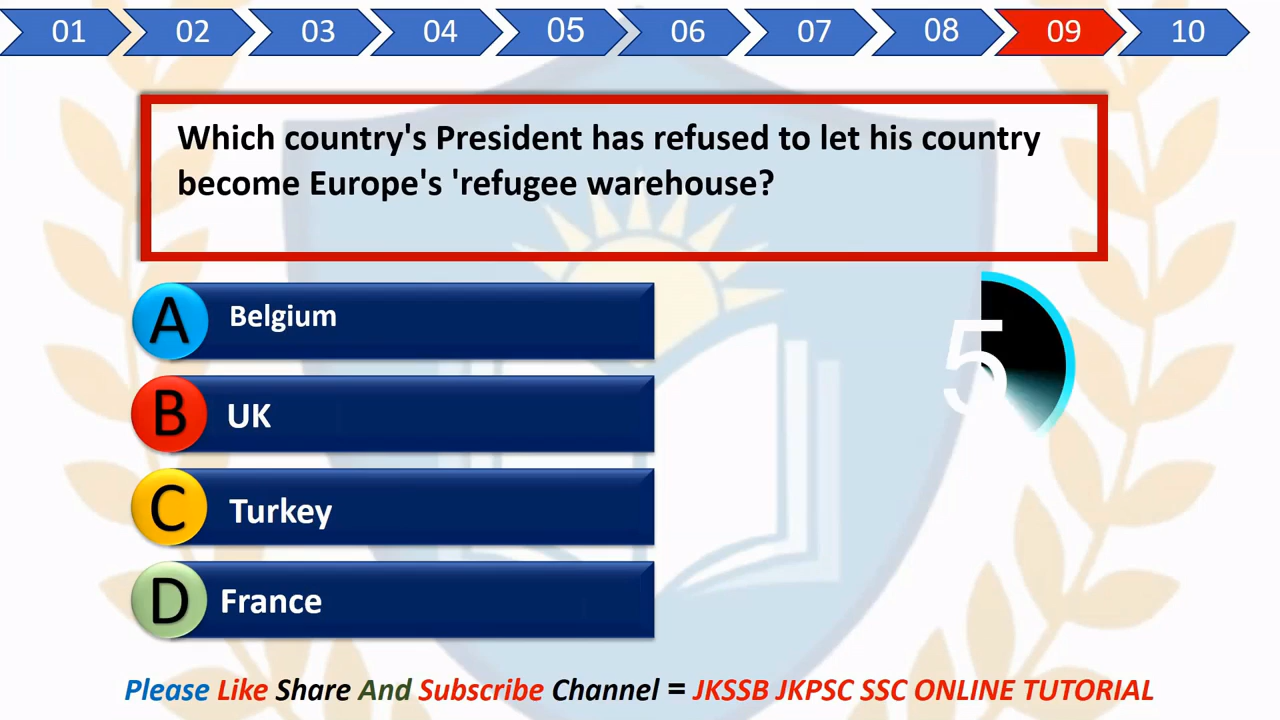 01 02 03 04 05 06 07 08 09 10
Which country's President has refused to let his country
become Europe's 'refugee warehouse?
A Belgium
5
B UK
C Turkey
D France
Please Like Share And Subscribe Channel = JKSSB JKPSC SSC ONLINE TUTORIAL